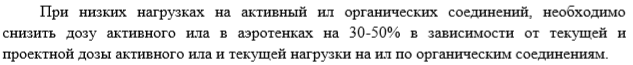 При низких нагрузках на активный ил органических соединений, необходимо
снизить дозу активного ила в аэротенках на 30-50% в зависимости от текущей и
проектной дозы активного ила и текущей нагрузки на ил по органическим соединениям.